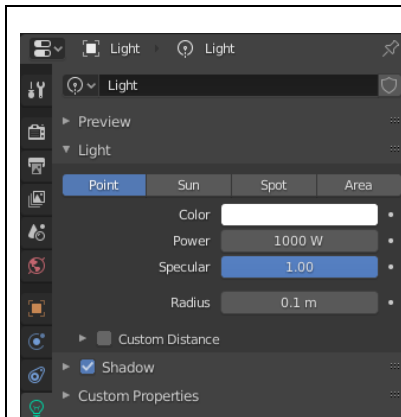 Light Light
Light
Preview
Light
Point Sun Spot Area
Color
Power 1000 W
Specular 1.00
Radius 0.1 m
Custom Distance
Shadow
Custom Properties